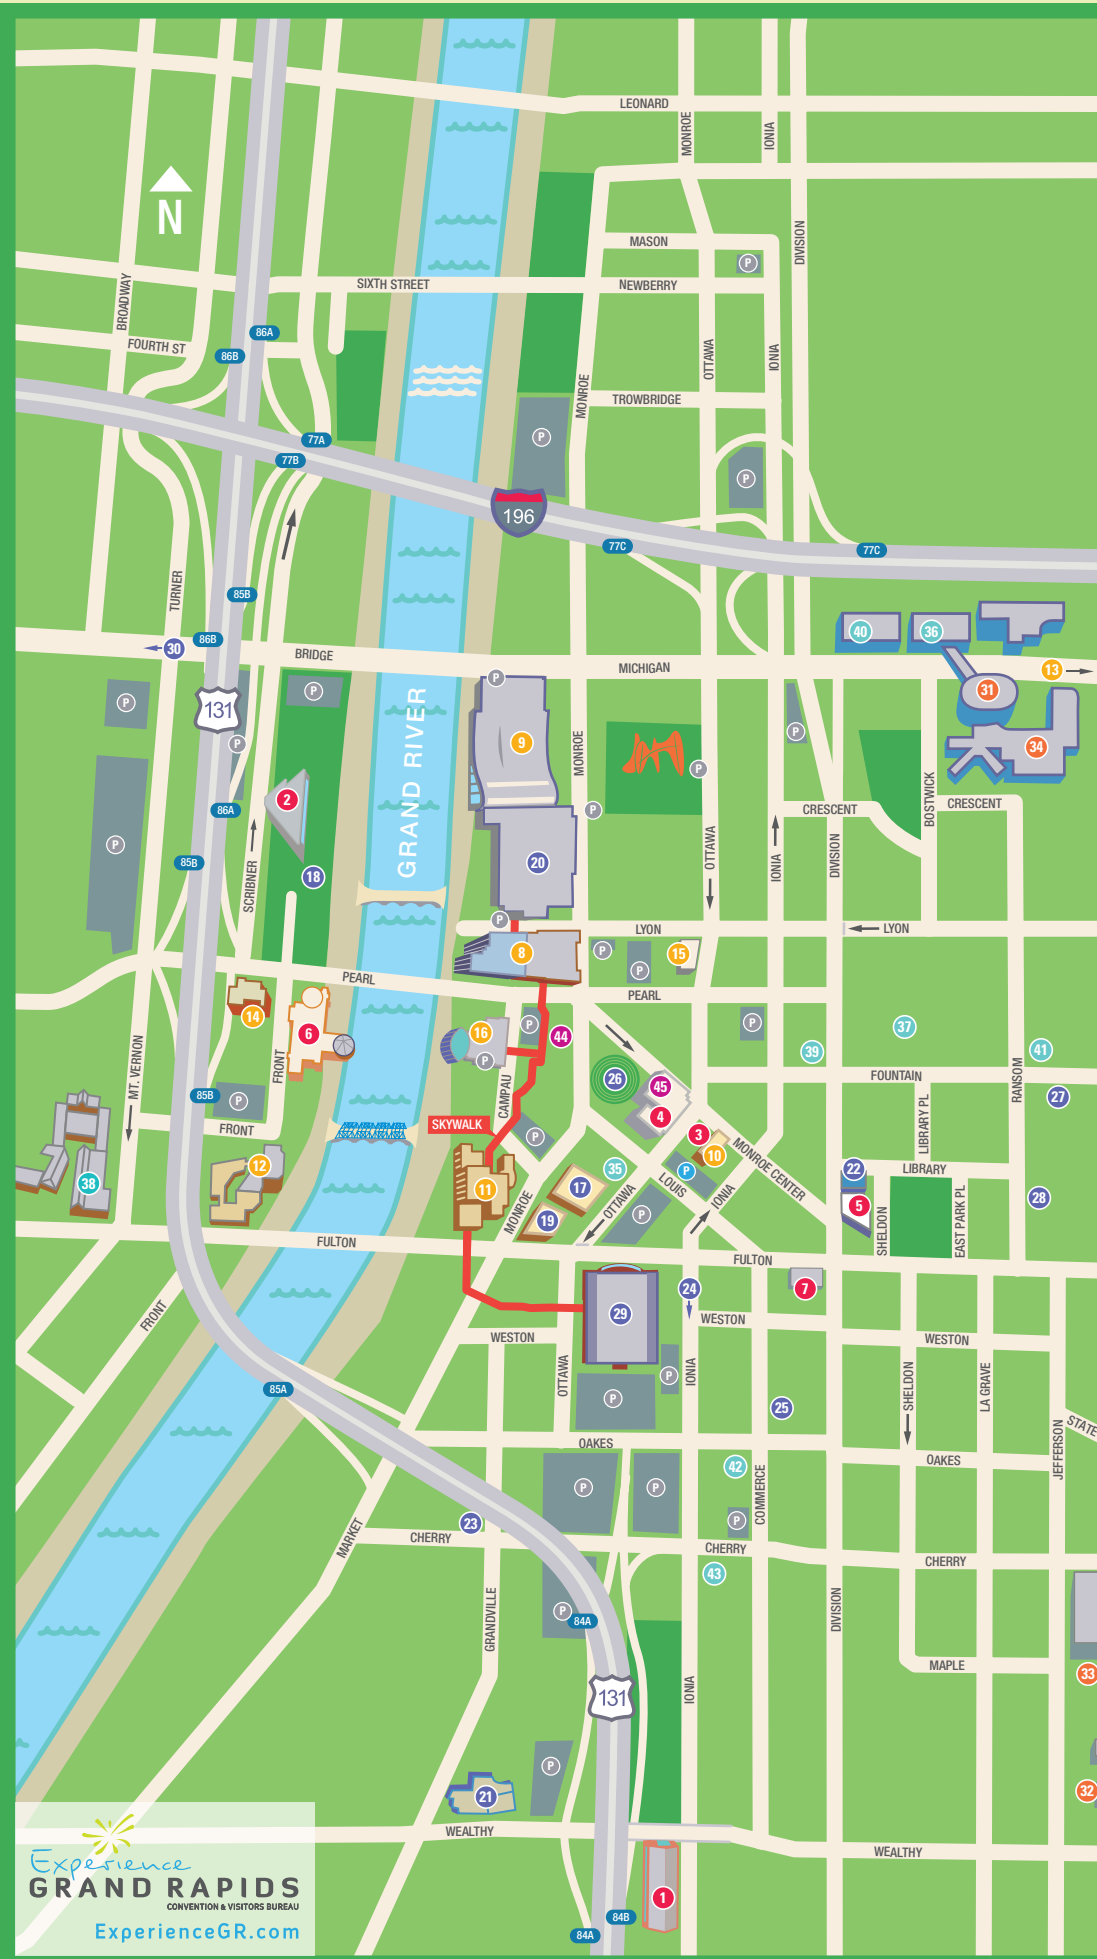 LEONARD
MONROE
IONIA
N
DIVISION
MASON
P
BROADWAY
SIXTH STREET
NEWBERRY
86A
FOURTH ST
86B
OTTAWA
IONIA
MONROE
TROWBRIDGE
77A
P
77B
P
196
77C
77C
TURNER
85B
40
36
86B
30
BRIDGE
MICHIGAN
13
31
P
P
P
131
GRAND RIVER
9
MONROE
P
P
34
P
2
86A
P
CRESCENT
BOSTWICK
CRESCENT
P
OTTAWA
IONIA
DIVISION
85B
20
18
SCRIBNER
P
LYON
LYON
8
P
15
P
PEARL
PEARL
14
6
16
P
44
P
37
39
41
P
MT. VERNON
FRONT
26
45
FOUNTAIN
RANSOM
27
85B
P
CAMPAU
4
LIBRARY PL
SKYWALK
3
FRONT
P
10
MONROE CENTER
12
35
P
22
LIBRARY
38
11
17
LOUIS
28
MONROE
OTTAWA
IONIA
5
SHELDON
EAST PARK PL
19
P
FULTON
FULTON
24
7
29
FRONT
WESTON
WESTON
WESTON
OTTAWA
P
IONIA
SHELDON
LA GRAVE
85A
P
25
STATE
OAKES
OAKES
JEFFERSON
42
P
P
COMMERCE
P
23
MARKET
CHERRY
CHERRY
CHERRY
43
GRANDVILLE
P
84A
DIVISION
MAPLE
33
131
IONIA
P
21
32
WEALTHY
WEALTHY
Experience
GRAND RAPIDS
CONVENTION & VISITORS BUREAU
ExperienceGR.com
1
84B
84A